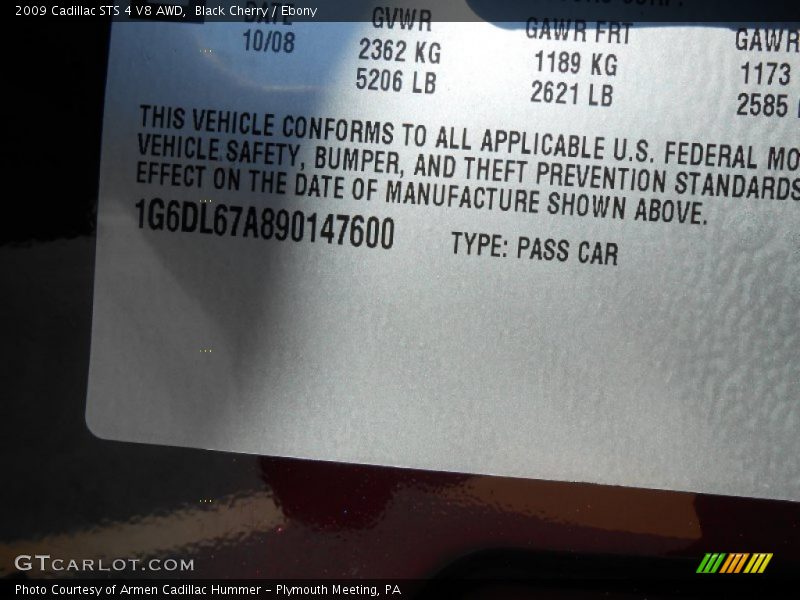 2009 Cadillac STS 4 V8 AWD, Black Cherry / Ebony
DATE GVWR GAWR FRT GAWR
10/08 2362 KG 1189 KG 1173
5206 LB 2621 LB 2585
THIS VEHICLE CONFORMS TO ALL APPLICABLE U.S. FEDERAL MO
VEHICLE SAFETY, BUMPER, AND THEFT PREVENTION STANDARDS
EFFECT ON THE DATE OF MANUFACTURE SHOWN ABOVE.
1G6DL67A890147600 TYPE: PASS CAR
GTCARLOT.COM
Photo Courtesy of Armen Cadillac Hummer - Plymouth Meeting, PA